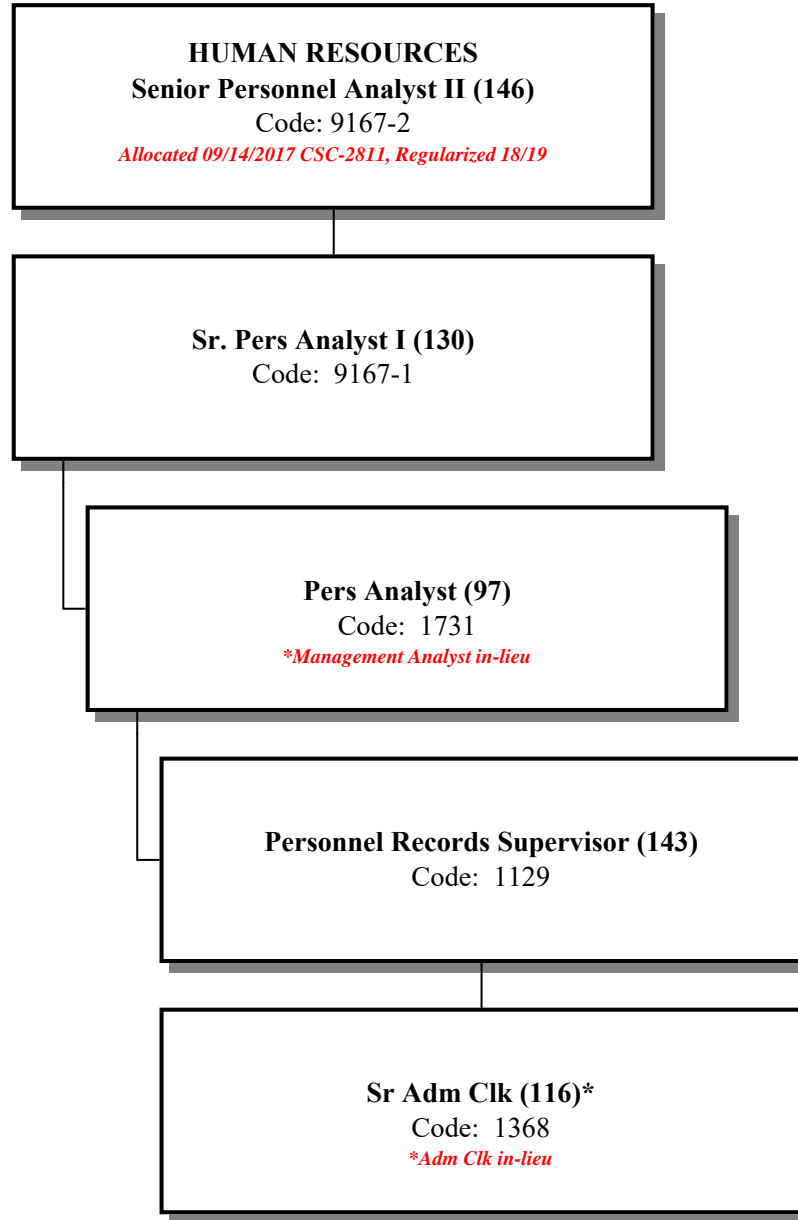 HUMAN RESOURCES
Senior Personnel Analyst II (146)
Code: 9167-2
Allocated 09/14/2017 CSC-2811, Regularized 18/19
Sr. Pers Analyst I (130)
Code:  9167-1
Pers Analyst (97)
Code:  1731
*Management Analyst in-lieu
Personnel Records Supervisor (143)
Code:  1129
Sr Adm Clk (116)*
Code:  1368
*Adm Clk in-lieu